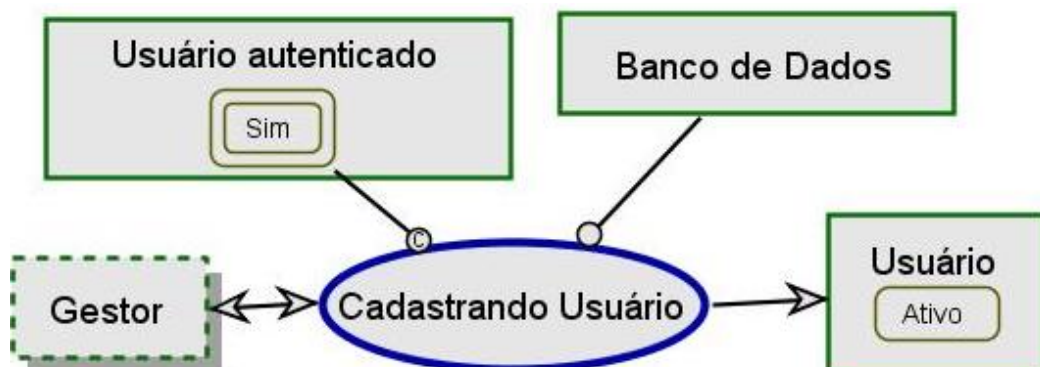 Usuário autenticado
Sim
Banco de Dados
C
Gestor
Cadastrando Usuário
Usuário
Ativo